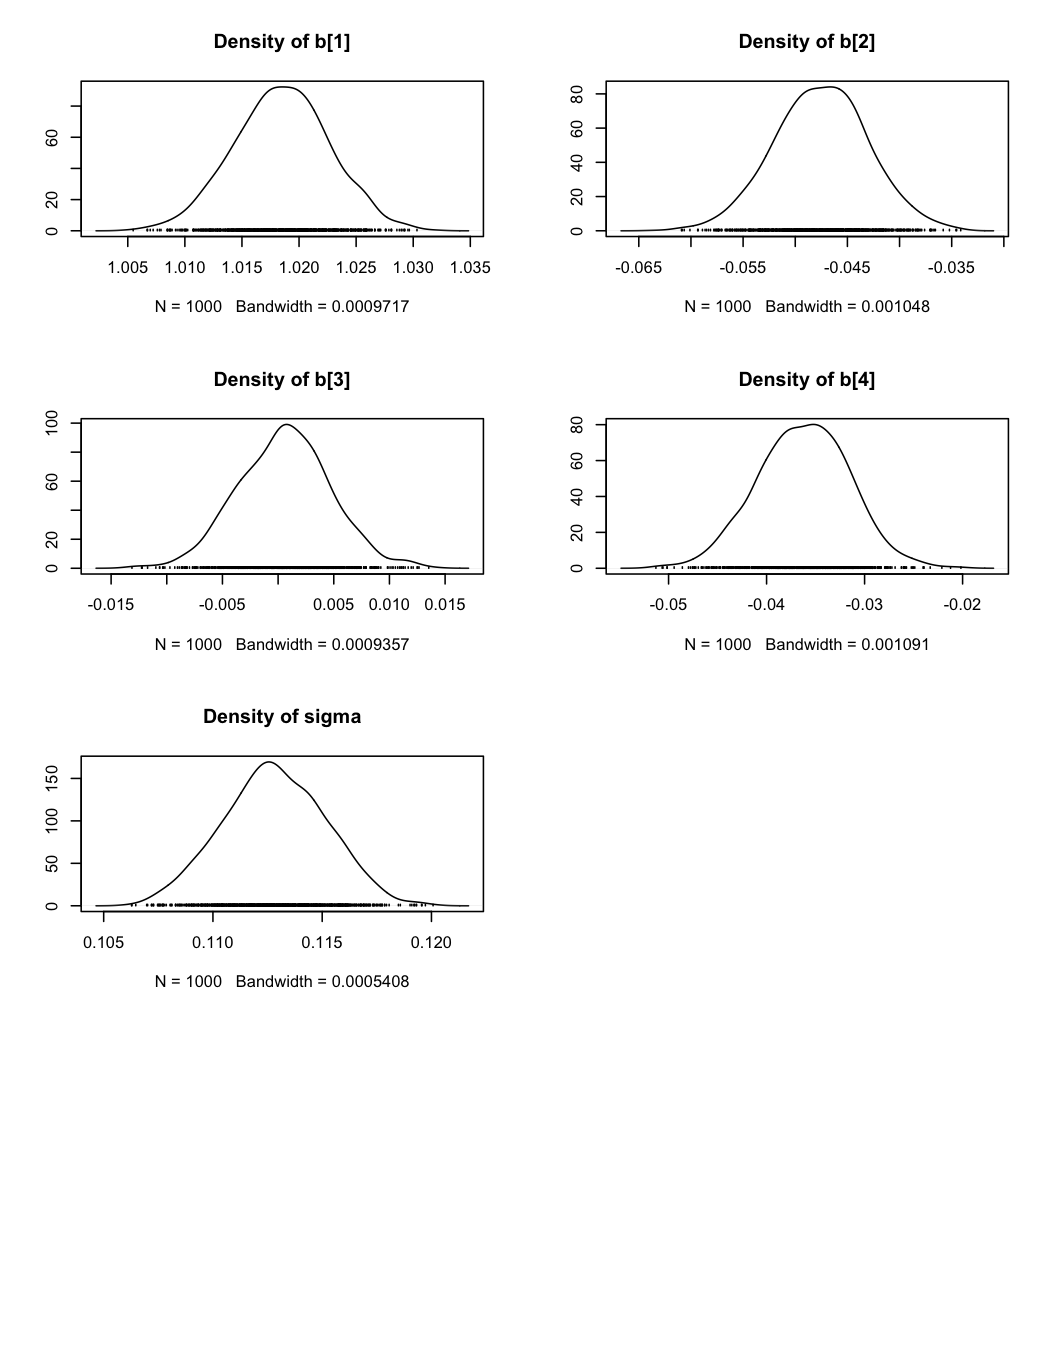 Density of b[1]
0 20 60
1.005 1.010 1.015 1.020 1.025 1.030 1.035
N = 1000 Bandwidth = 0.0009717
Density of b[2]
0 20 40 60 80
-0.065 -0.055 -0.045 -0.035
N = 1000 Bandwidth = 0.001048
Density of b[3]
0 20 60 100
-0.015 -0.005 0.005 0.010 0.015
N = 1000 Bandwidth = 0.0009357
Density of b[4]
0 20 40 60 80
-0.05 -0.04 -0.03 -0.02
N = 1000 Bandwidth = 0.001091
Density of sigma
0 50 100 150
0.105 0.110 0.115 0.120
N = 1000 Bandwidth = 0.0005408